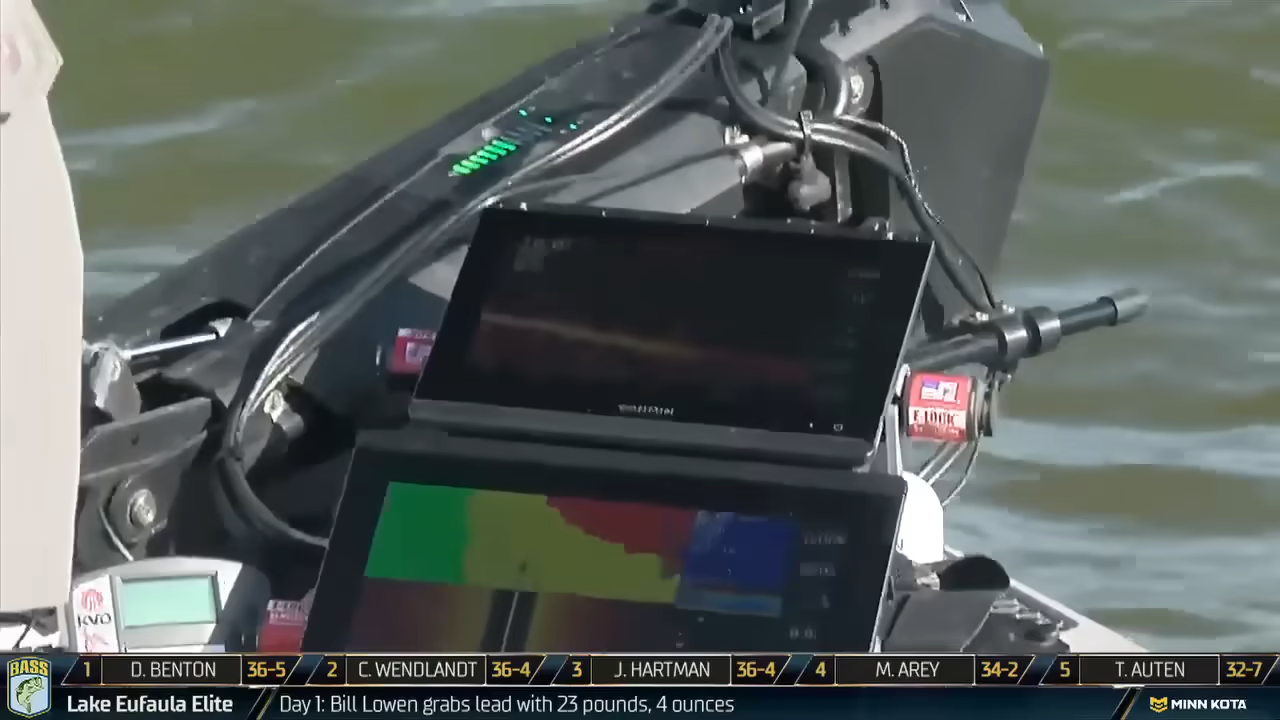 KVD
BASS 1 D. BENTON 36-5 2 C. WENDLANDT 36-4 3 J. HARTMAN 36-4 4 M. AREY 34-2 5 T. AUTEN 32-7
Lake Eufaula Elite Day 1: Bill Lowen grabs lead with 23 pounds, 4 ounces MINN KOTA